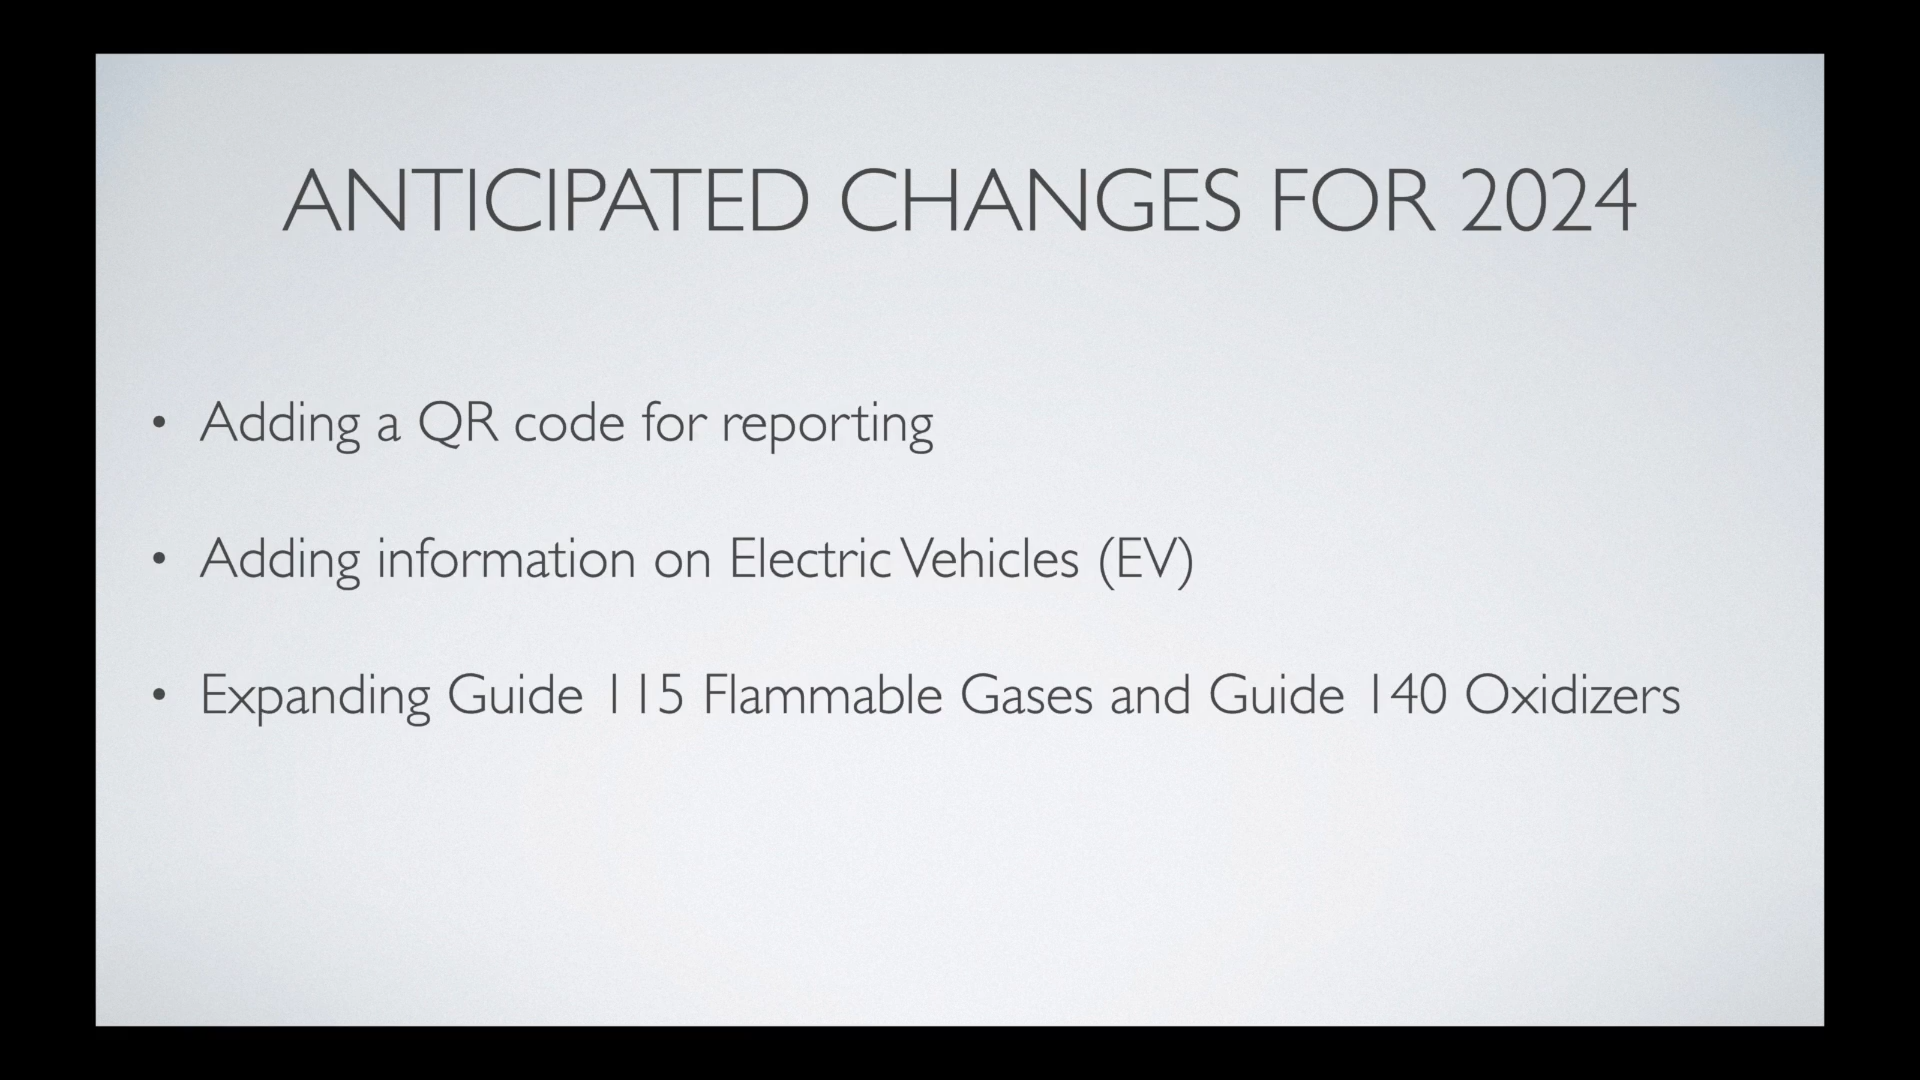 ANTICIPATED CHANGES FOR 2024
• Adding a QR code for reporting
• Adding information on Electric Vehicles (EV)
• Expanding Guide 115 Flammable Gases and Guide 140 Oxidizers